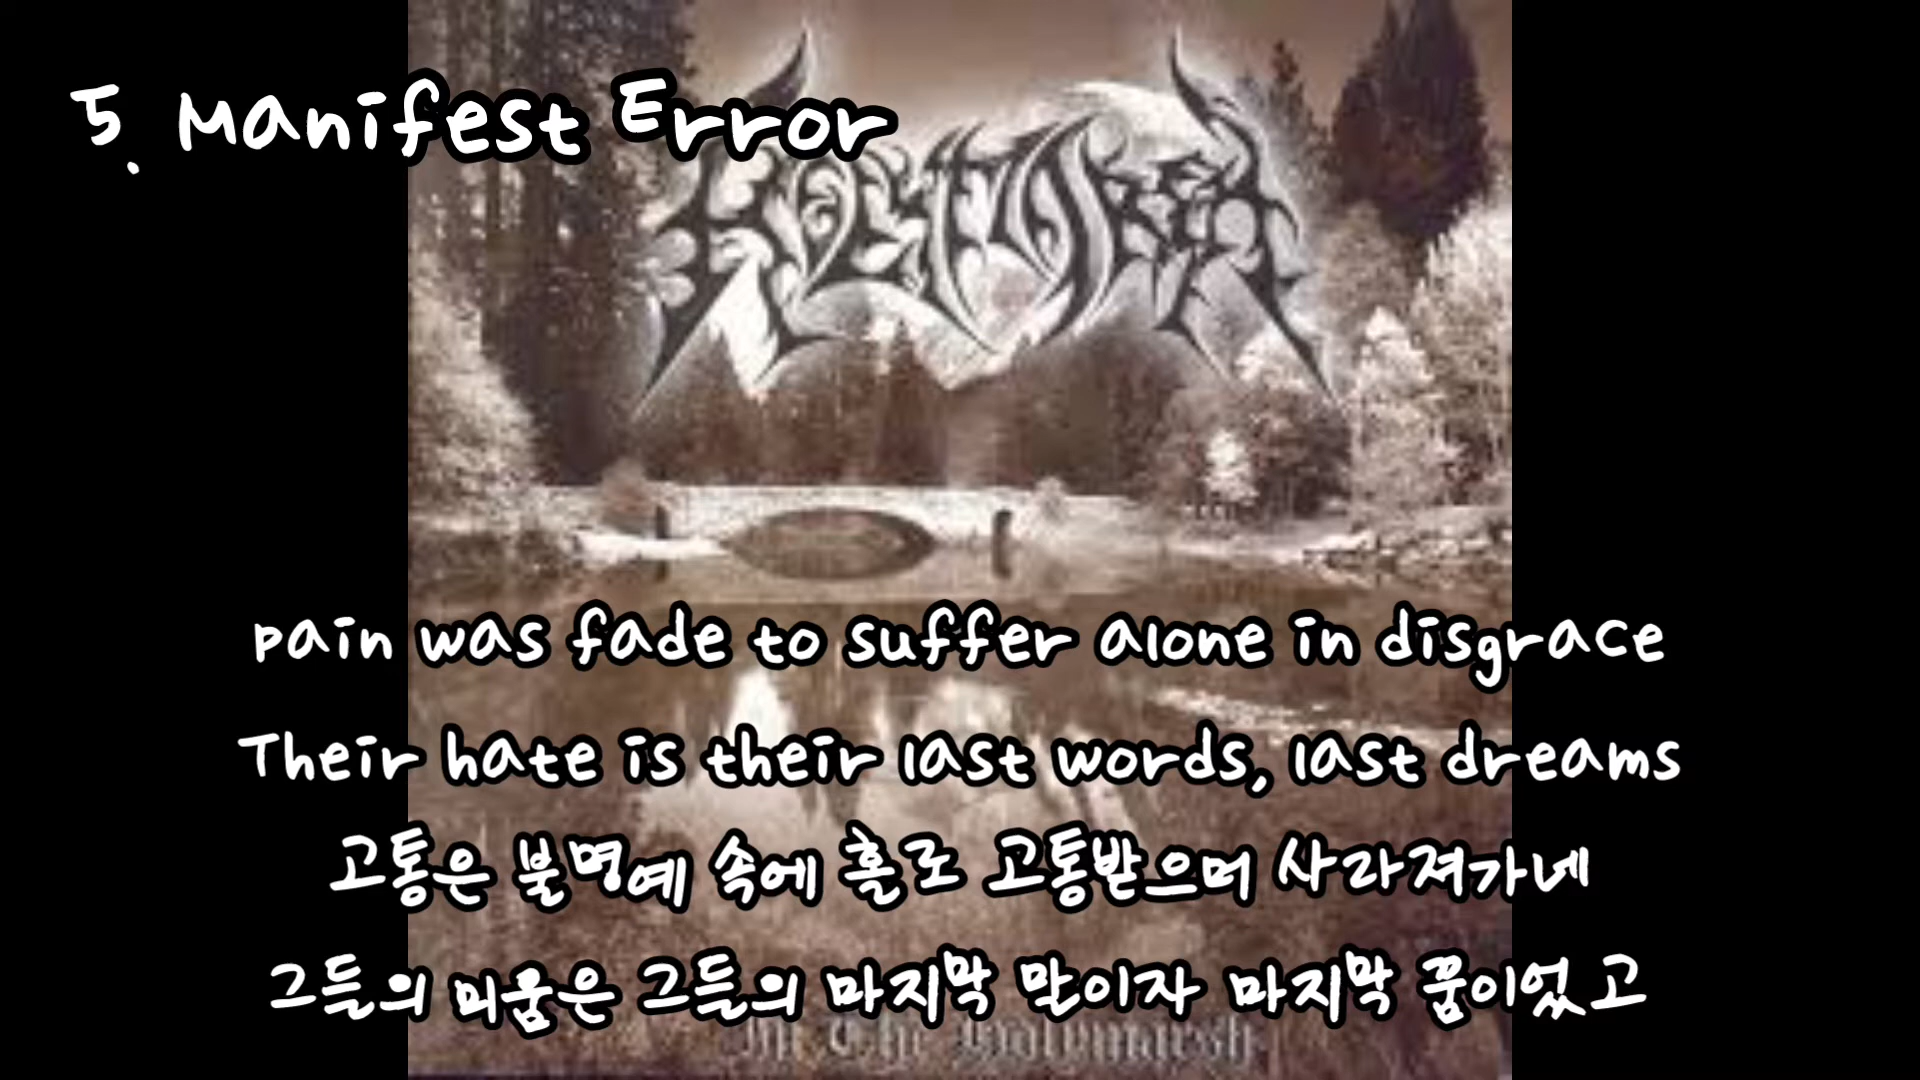 5. Manifest Error
pain was fade to suffer alone in disgrace
Their hate is their last words, last dreams
고통은 불명예 속에 홀로 고통받으며 사라져가네
그들의 미움은 그들의 마지막 말이자 마지막 꿈이었고
In The Holymarsh